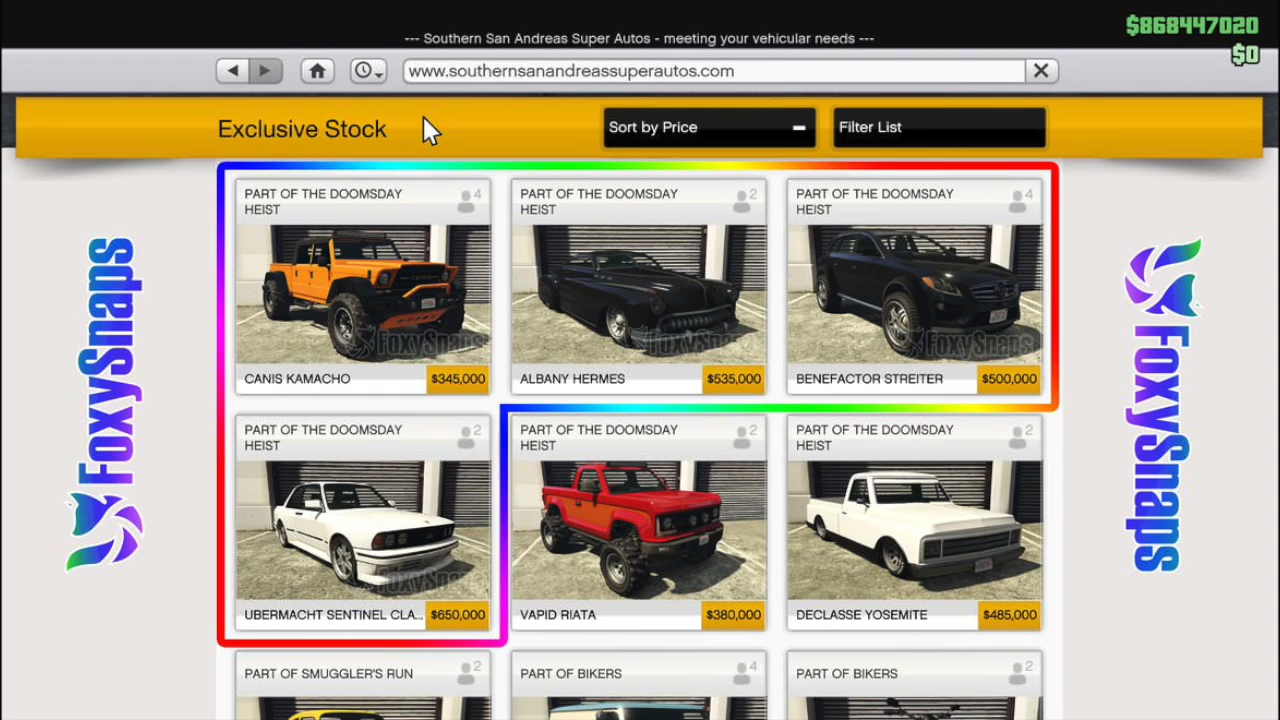 --- Southern San Andreas Super Autos - meeting your vehicular needs ---
$868447020
$0
www.southernsanandreassuperautos.com
Exclusive Stock
Sort by Price
Filter List
PART OF THE DOOMSDAY
HEIST
4
PART OF THE DOOMSDAY
HEIST
2
PART OF THE DOOMSDAY
HEIST
4
FoxySnaps
FoxySnaps
FoxySnaps
CANIS KAMACHO
$345,000
ALBANY HERMES
$535,000
BENEFACTOR STREITER
$500,000
FoxySnaps
FoxySnaps
PART OF THE DOOMSDAY
HEIST
2
PART OF THE DOOMSDAY
HEIST
2
PART OF THE DOOMSDAY
HEIST
2
FoxySnaps
UBERMACHT SENTINEL CLA...
$650,000
VAPID RIATA
$380,000
DECLASSE YOSEMITE
$485,000
PART OF SMUGGLER'S RUN
2
PART OF BIKERS
4
PART OF BIKERS
2